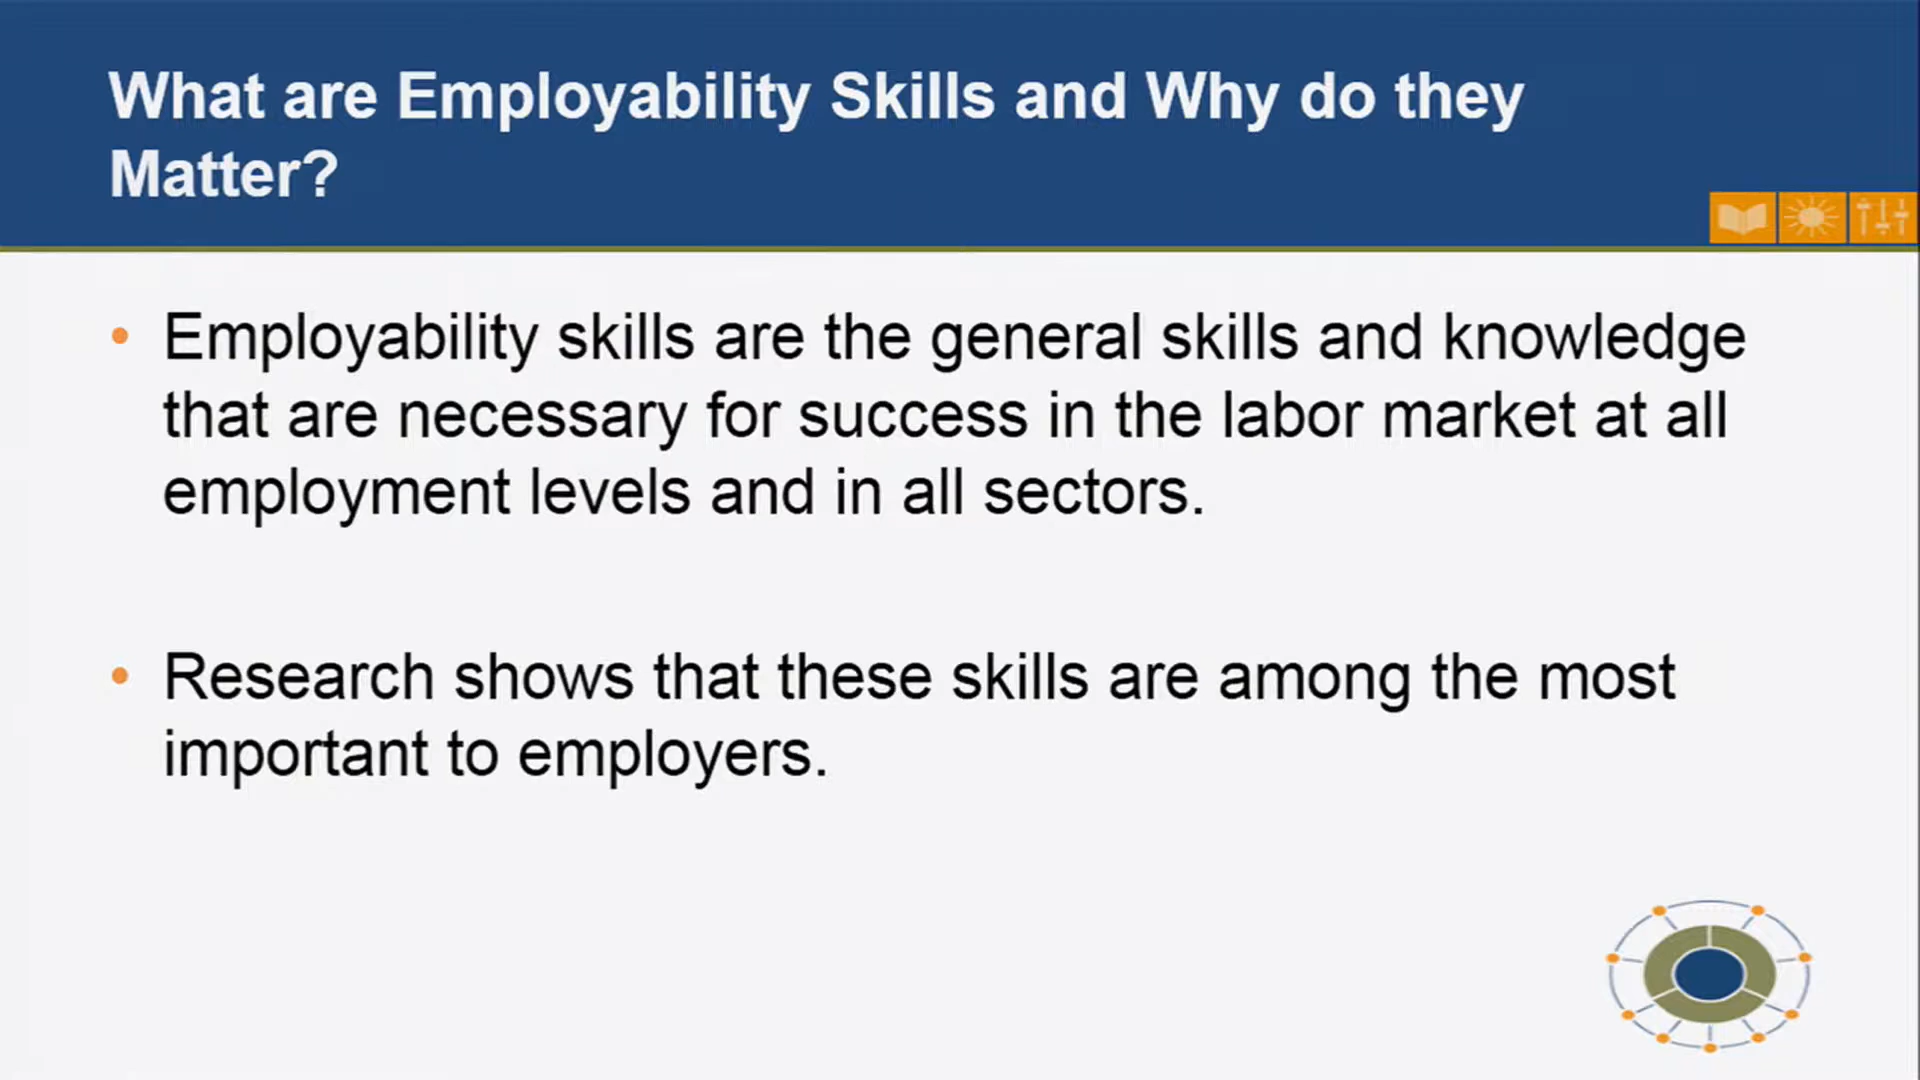 What are Employability Skills and Why do they
Matter?
• Employability skills are the general skills and knowledge
that are necessary for success in the labor market at all
employment levels and in all sectors.
• Research shows that these skills are among the most
important to employers.